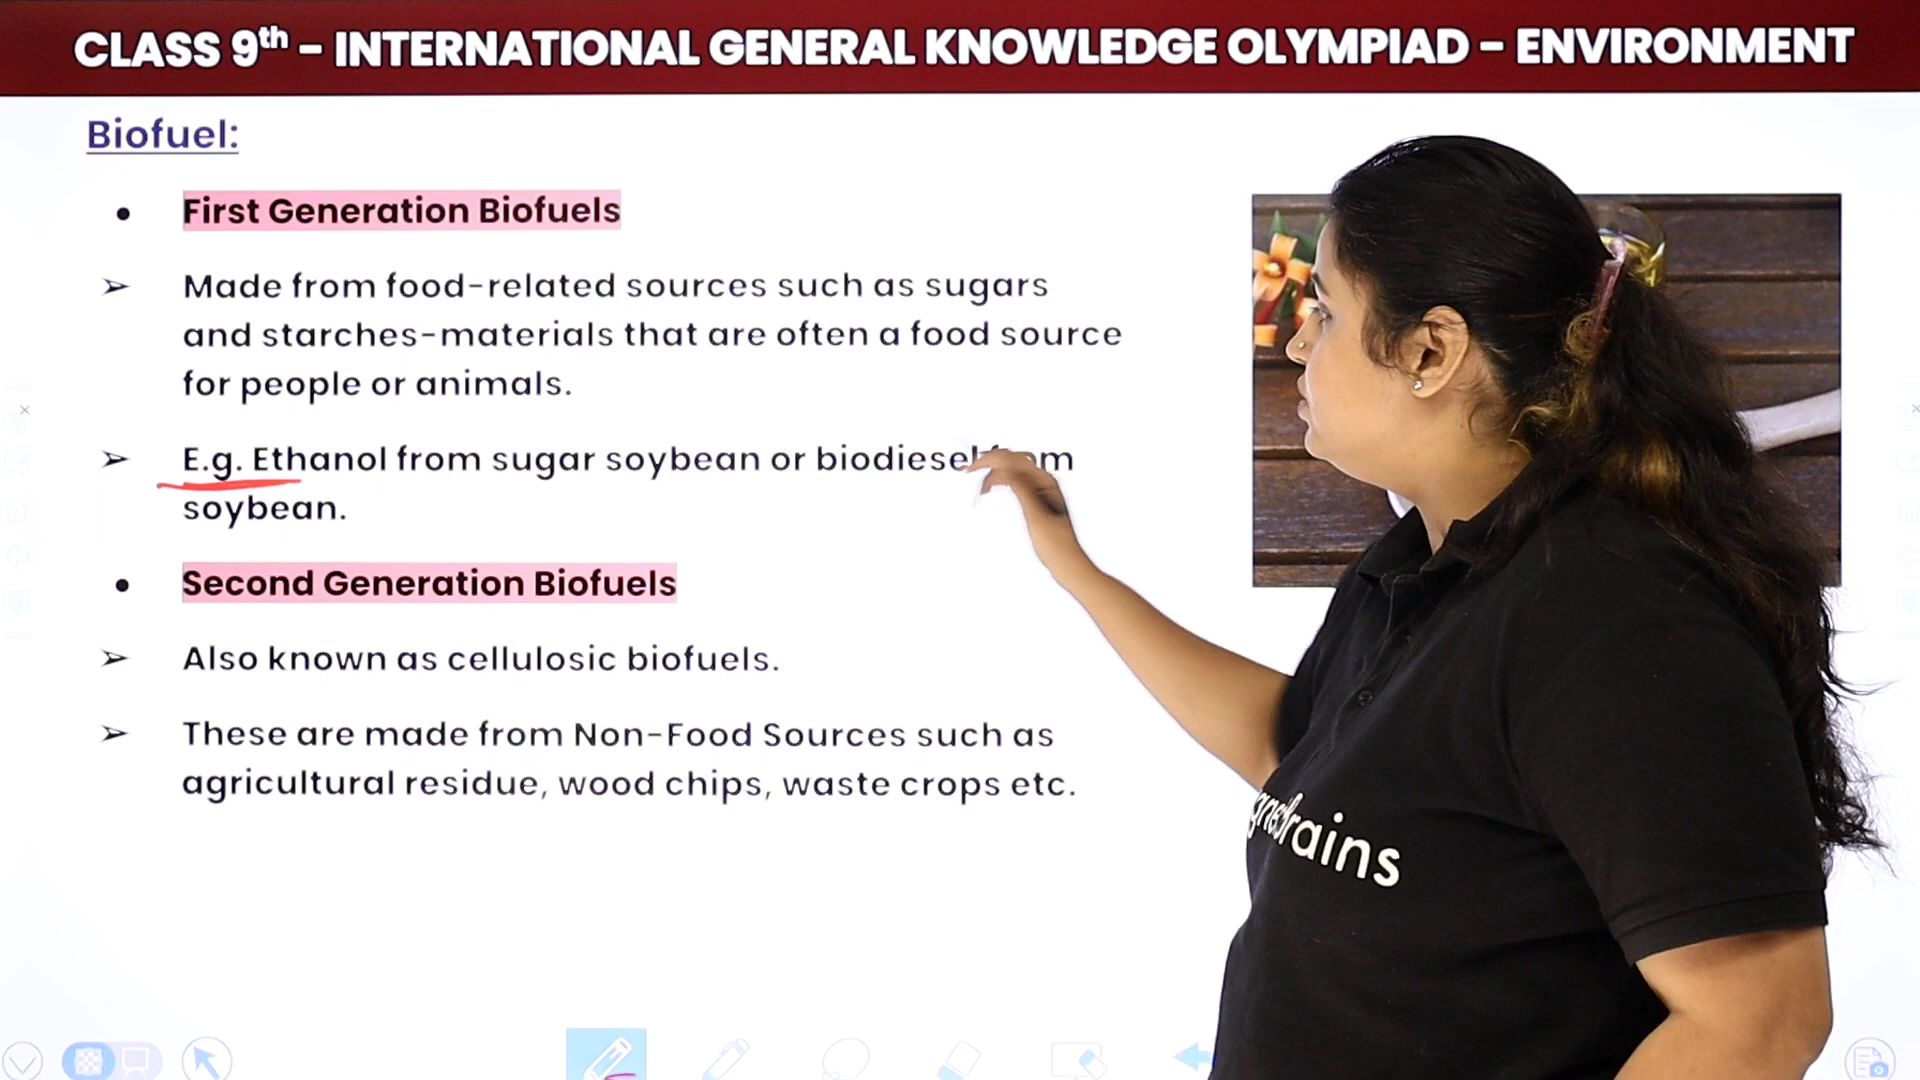 CLASS 9th – INTERNATIONAL GENERAL KNOWLEDGE OLYMPIAD – ENVIRONMENT
Biofuel:
• First Generation Biofuels
➢ Made from food-related sources such as sugars
and starches-materials that are often a food source
for people or animals.
➢ E.g. Ethanol from sugar soybean or biodiesel from
soybean.
• Second Generation Biofuels
➢ Also known as cellulosic biofuels.
➢ These are made from Non-Food Sources such as
agricultural residue, wood chips, waste crops etc.